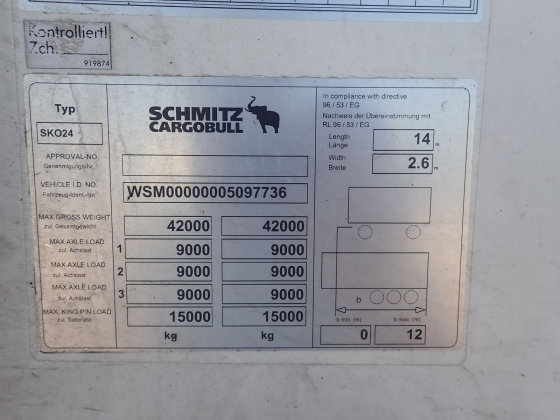 Kontrolliert!
Zch.
919874
Typ
SKO24
SCHMITZ
CARGOBULL
In compliance with directive
96 / 53 / EG
Nachweis der Übereinstimmung mit
RL 96 / 53 / EG
Length
Länge
14 m
Width
Breite
2.6 m
APPROVAL-NO.
Genehmigungs-Nr.
VEHICLE I.D. NO.
Fahrzeug-Ident.-Nr.
WSM00000005097736
MAX.GROSS WEIGHT
zul. Gesamtgewicht
42000 42000
MAX.AXLE LOAD
zul. Achslast
1 9000 9000
MAX.AXLE LOAD
zul. Achslast
2 9000 9000
MAX.AXLE LOAD
zul. Achslast
3 9000 9000
MAX. KING PIN LOAD
zul. Sattellast
15000 15000
kg kg
b
b min. (m) b max. (m)
0 12